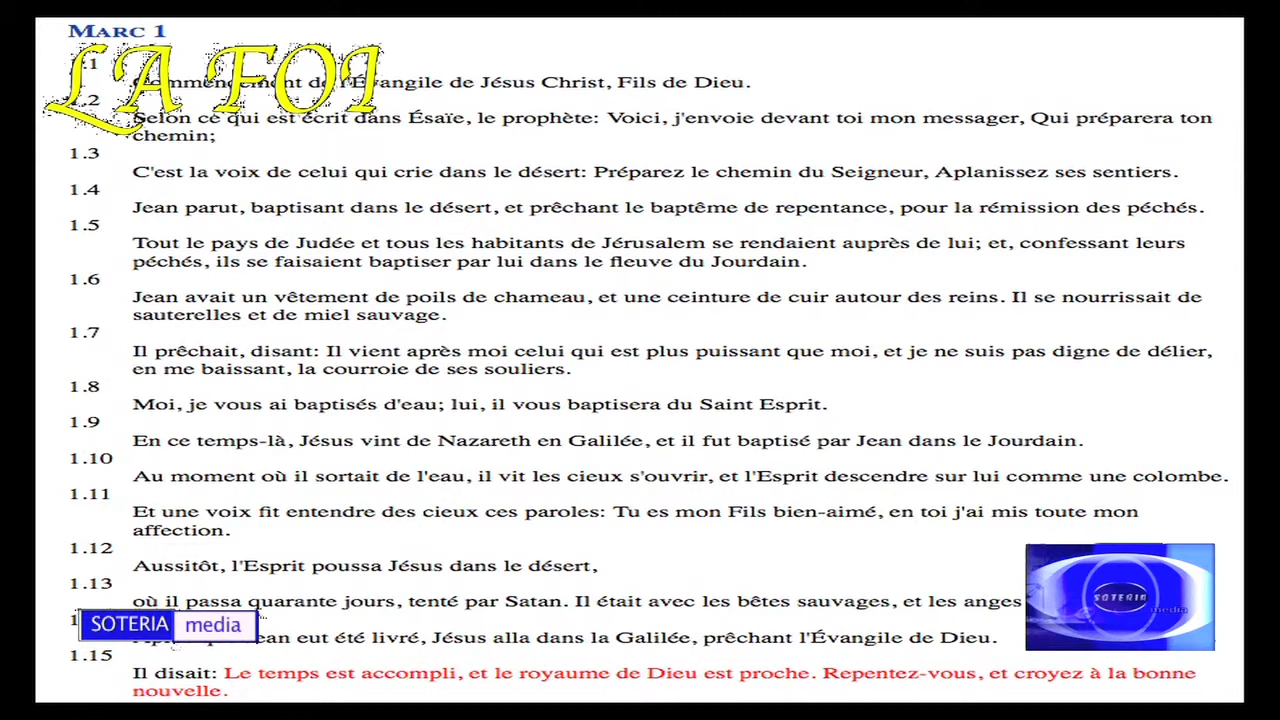 MARC 1
LA FOI
1.1
Commencement de l'Évangile de Jésus Christ, Fils de Dieu.
1.2
Selon ce qui est écrit dans Ésaïe, le prophète: Voici, j'envoie devant toi mon messager, Qui préparera ton
chemin;
1.3
C'est la voix de celui qui crie dans le désert: Préparez le chemin du Seigneur, Aplanissez ses sentiers.
1.4
Jean parut, baptisant dans le désert, et prêchant le baptême de repentance, pour la rémission des péchés.
1.5
Tout le pays de Judée et tous les habitants de Jérusalem se rendaient auprès de lui; et, confessant leurs
péchés, ils se faisaient baptiser par lui dans le fleuve du Jourdain.
1.6
Jean avait un vêtement de poils de chameau, et une ceinture de cuir autour des reins. Il se nourrissait de
sauterelles et de miel sauvage.
1.7
Il prêchait, disant: Il vient après moi celui qui est plus puissant que moi, et je ne suis pas digne de délier,
en me baissant, la courroie de ses souliers.
1.8
Moi, je vous ai baptisés d'eau; lui, il vous baptisera du Saint Esprit.
1.9
En ce temps-là, Jésus vint de Nazareth en Galilée, et il fut baptisé par Jean dans le Jourdain.
1.10
Au moment où il sortait de l'eau, il vit les cieux s'ouvrir, et l'Esprit descendre sur lui comme une colombe.
1.11
Et une voix fit entendre des cieux ces paroles: Tu es mon Fils bien-aimé, en toi j'ai mis toute mon
affection.
1.12
Aussitôt, l'Esprit poussa Jésus dans le désert,
1.13
où il passa quarante jours, tenté par Satan. Il était avec les bêtes sauvages, et les anges
SOTERIA media
SOTERIA media
eut été livré, Jésus alla dans la Galilée, prêchant l'Évangile de Dieu.
1.15
Il disait: Le temps est accompli, et le royaume de Dieu est proche. Repentez-vous, et croyez à la bonne
nouvelle.